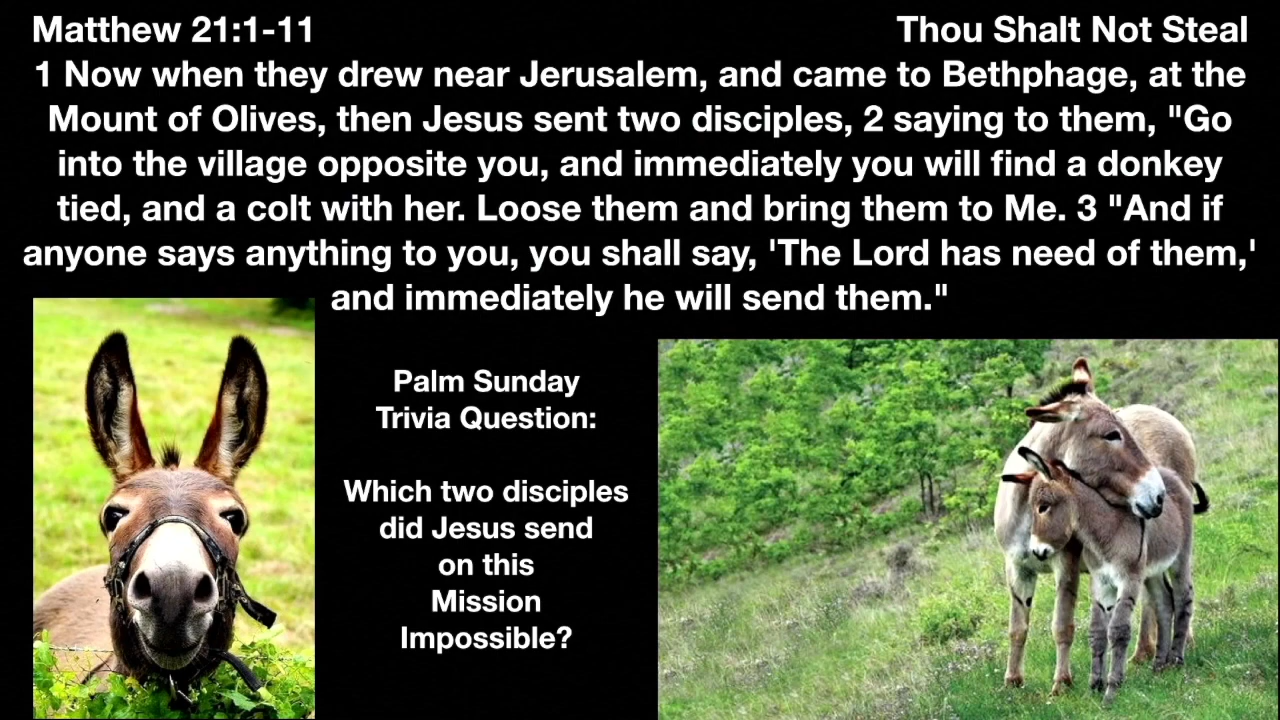 Matthew 21:1-11 Thou Shalt Not Steal
1 Now when they drew near Jerusalem, and came to Bethphage, at the
Mount of Olives, then Jesus sent two disciples, 2 saying to them, "Go
into the village opposite you, and immediately you will find a donkey
tied, and a colt with her. Loose them and bring them to Me. 3 "And if
anyone says anything to you, you shall say, 'The Lord has need of them,'
and immediately he will send them."
Palm Sunday
Trivia Question:
Which two disciples
did Jesus send
on this
Mission
Impossible?